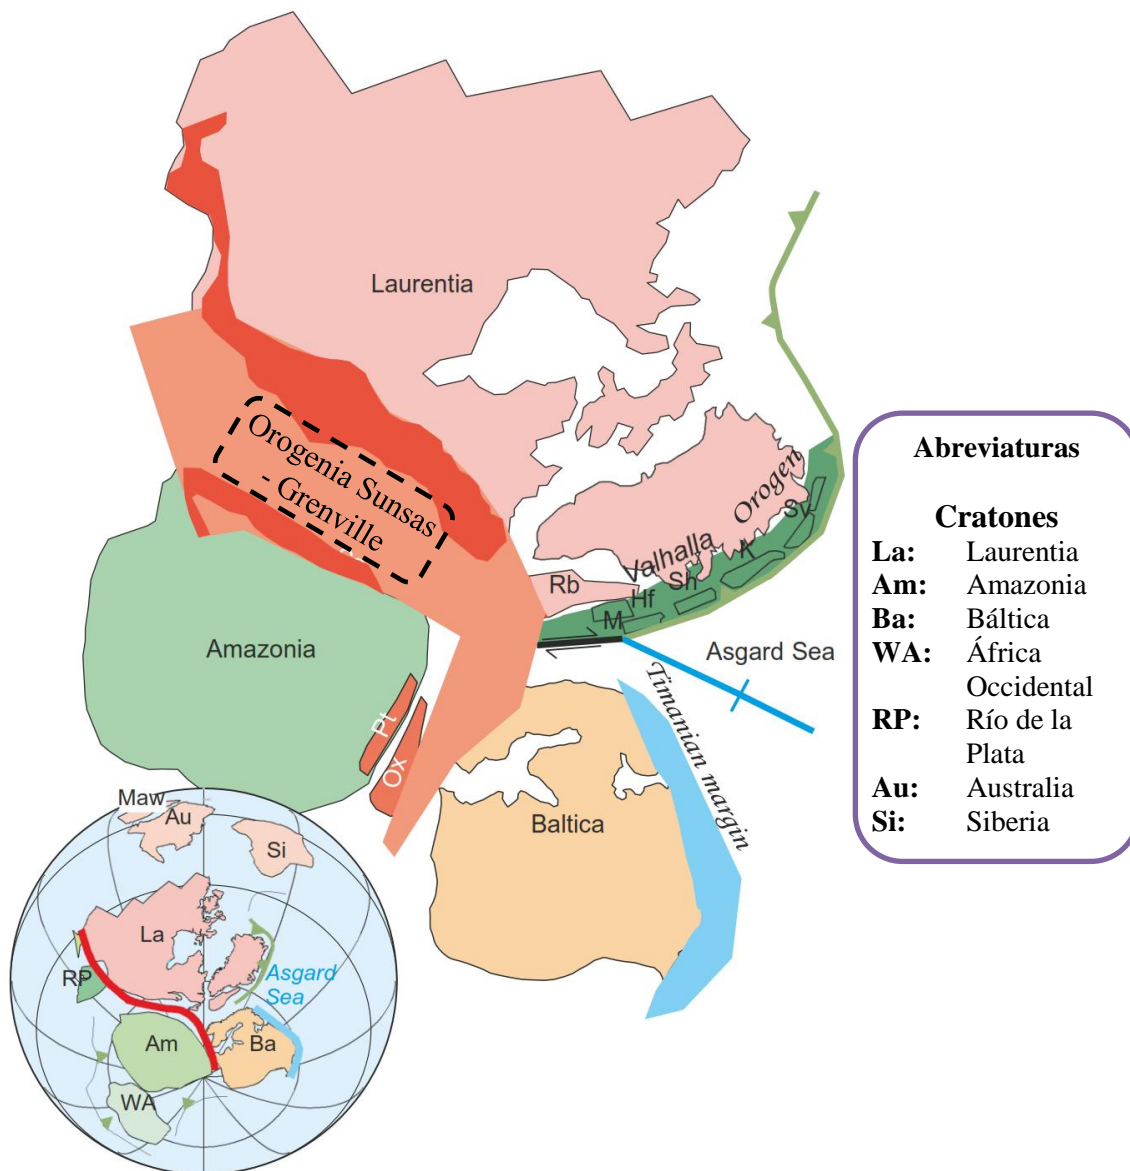 Laurentia
Orogenia Sunsas
- Grenville
Valhalla Orogen
Sv
K
Sh
Hf
M
Rb
Amazonia
Asgard Sea
Timanian margin
Pt
Ox
Baltica
Maw
Au
Si
La
RP
Asgard
Sea
Am
Ba
WA
Abreviaturas
Cratones
La: Laurentia
Am: Amazonia
Ba: Báltica
WA: África
Occidental
RP: Río de la
Plata
Au: Australia
Si: Siberia